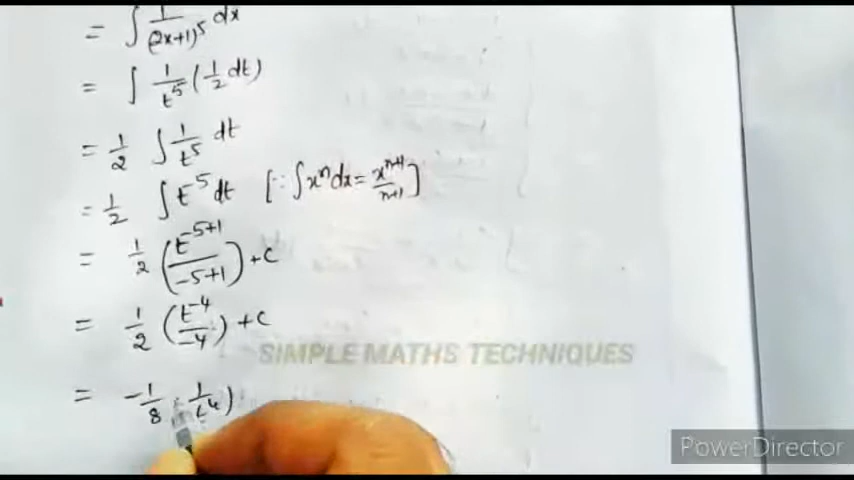 = ∫ 1/(2x+1)^5 dx
= ∫ 1/t^5 (1/2 dt)
= 1/2 ∫ 1/t^5 dt
= 1/2 ∫ t^5 dt [∵ ∫x^n dx = x^n+1/n+1]
= 1/2 (t^-5+1/-5+1) + c
= 1/2 (t^-4/-4) + c
SIMPLE MATHS TECHNIQUES
= -1/8 · 1/t^4)
PowerDirector